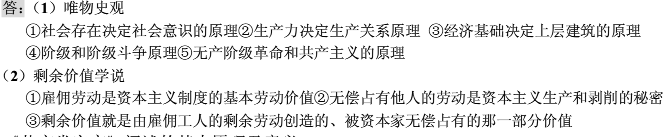 答：（1）唯物史观
①社会存在决定社会意识的原理②生产力决定生产关系原理 ③经济基础决定上层建筑的原理
④阶级和阶级斗争原理⑤无产阶级革命和共产主义的原理
（2）剩余价值学说
①雇佣劳动是资本主义制度的基本劳动价值②无偿占有他人的劳动是资本主义生产和剥削的秘密
③剩余价值就是由雇佣工人的剩余劳动创造的、被资本家无偿占有的那一部分价值